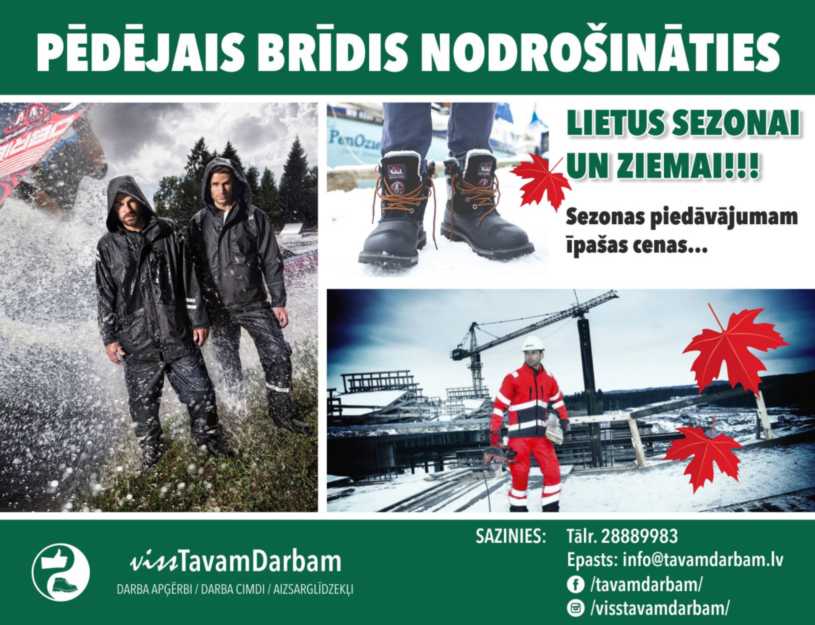 PĒDĒJAIS BRĪDIS NODROŠINĀTIES
LIETUS SEZONAI
UN ZIEMAI!!!
Sezonas piedāvājumam
īpašas cenas...
PanOzie
vissTavamDarbam
DARBA APĢĒRBI / DARBA CIMDI / AIZSARGLĪDZEKĻI
SAZINIES: Tālr. 28889983
Epasts: info@tavamdarbam.lv
/tavamdarbam/
/visstavamdarbam/